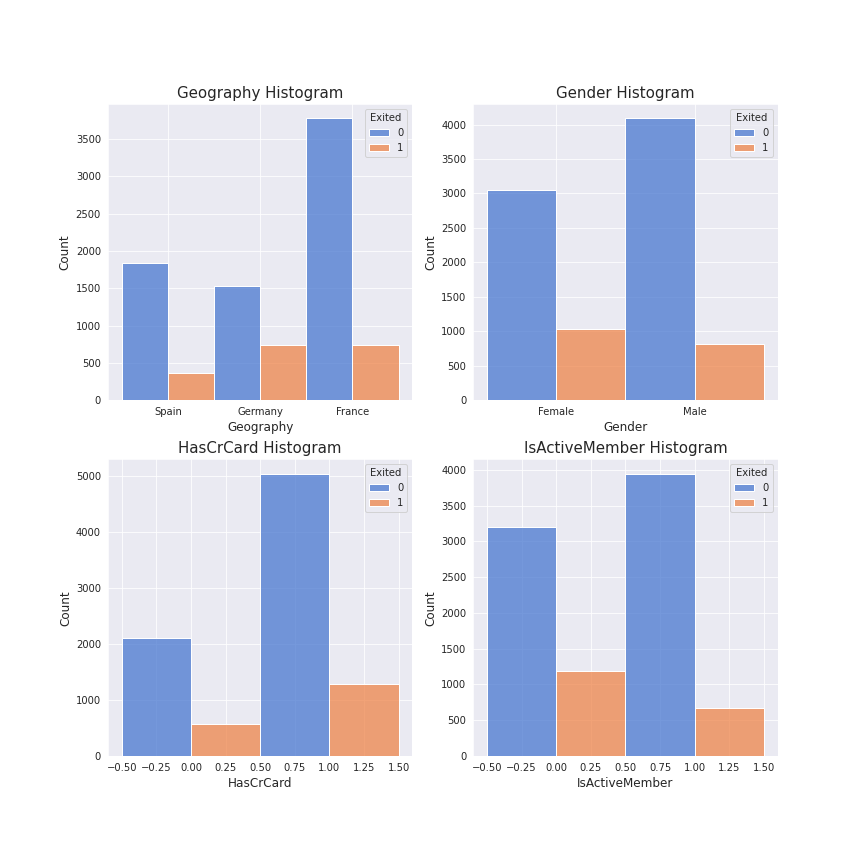 Geography Histogram
Exited
0
1
3500
3000
2500
2000
1500
1000
500
0
Count
Spain Germany France
Geography
Gender Histogram
Exited
0
1
4000
3500
3000
2500
2000
1500
1000
500
0
Count
Female Male
Gender
HasCrCard Histogram
Exited
0
1
5000
4000
3000
2000
1000
0
Count
−0.50 −0.25 0.00 0.25 0.50 0.75 1.00 1.25 1.50
HasCrCard
IsActiveMember Histogram
Exited
0
1
4000
3500
3000
2500
2000
1500
1000
500
0
Count
−0.50 −0.25 0.00 0.25 0.50 0.75 1.00 1.25 1.50
IsActiveMember